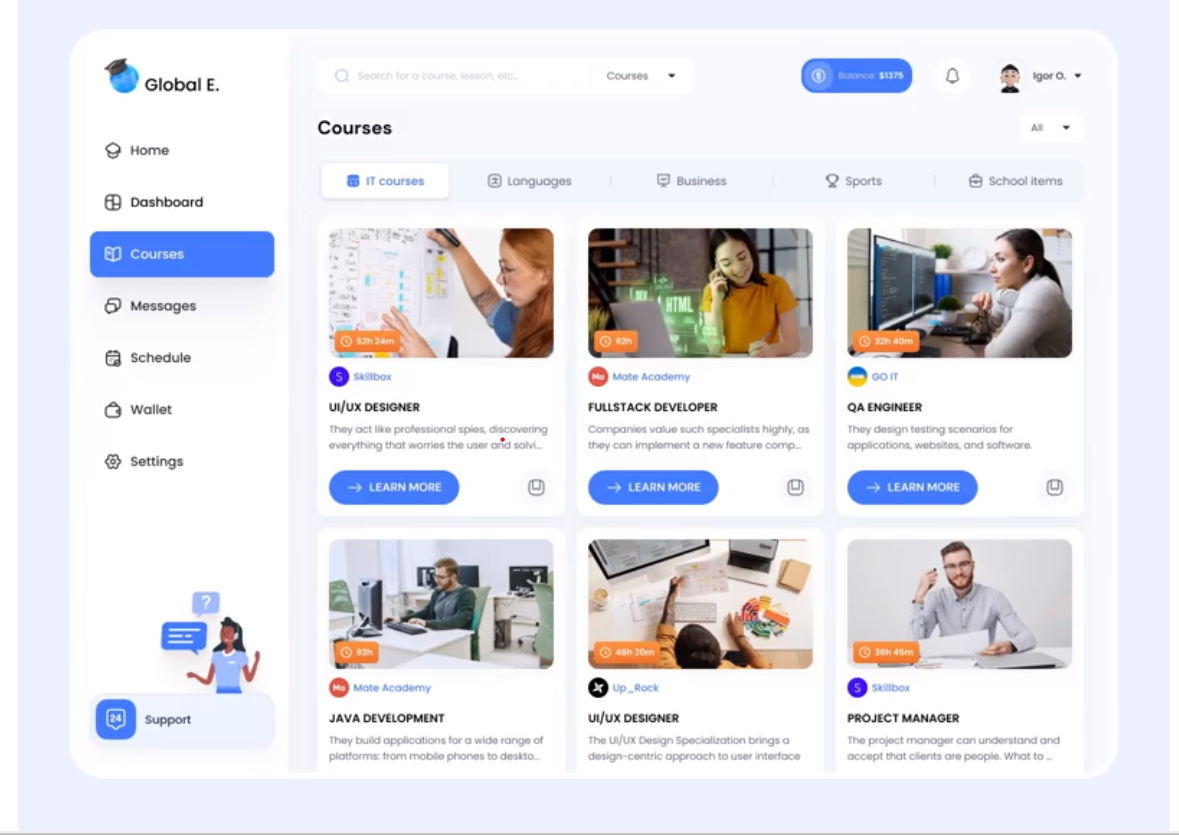 Global E.
Search for a course, lesson, etc...
Courses
Balance: $1375
Igor O.
Home
Dashboard
Courses
Messages
Schedule
Wallet
Settings
?
24
Support
Courses
All
IT courses
Languages
Business
Sports
School items
52h 24m
S Skillbox
UI/UX DESIGNER
They act like professional spies, discovering
everything that worries the user and solvi...
→ LEARN MORE
DEV
HTML
92h
Ma Mate Academy
FULLSTACK DEVELOPER
Companies value such specialists highly, as
they can implement a new feature comp...
→ LEARN MORE
32h 40m
GO IT
QA ENGINEER
They design testing scenarios for
applications, websites, and software.
→ LEARN MORE
92h
Ma Mate Academy
JAVA DEVELOPMENT
They build applications for a wide range of
platforms: from mobile phones to deskto...
48h 20m
Up_Rock
UI/UX DESIGNER
The UI/UX Design Specialization brings a
design-centric approach to user interface
36h 45m
S Skillbox
PROJECT MANAGER
The project manager can understand and
accept that clients are people. What to ...